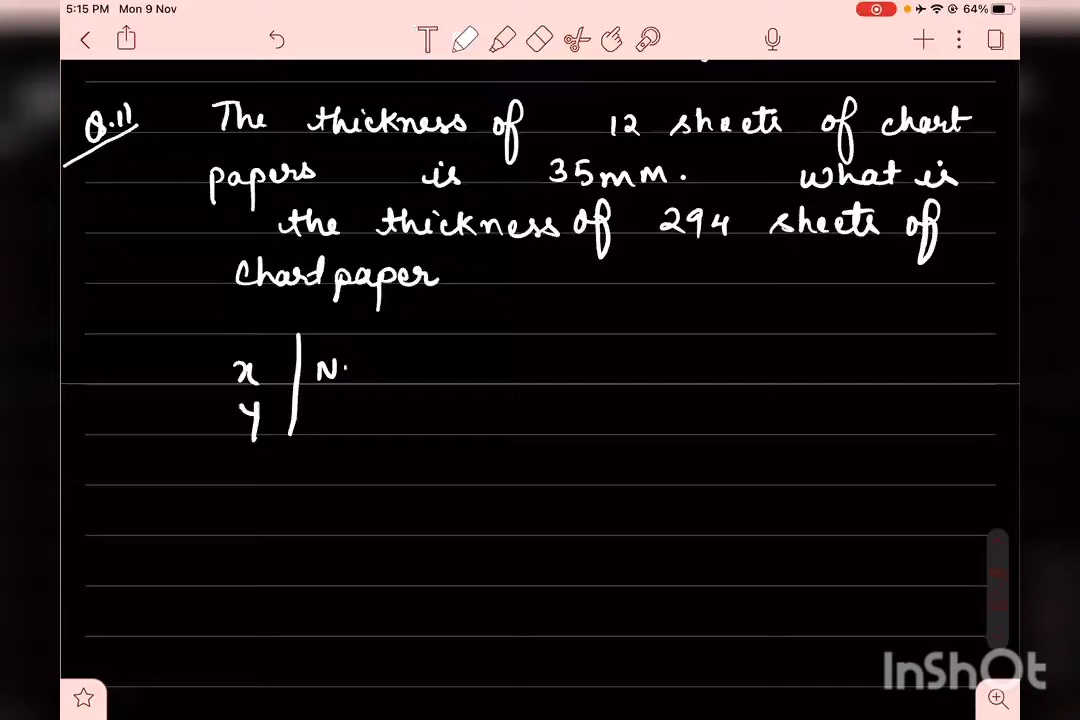 5:15 PM Mon 9 Nov
64%
Q.11 The thickness of 12 sheets of chart
papers is 35mm. what is
the thickness of 294 sheets of
chart paper
x N.
y
InShOt